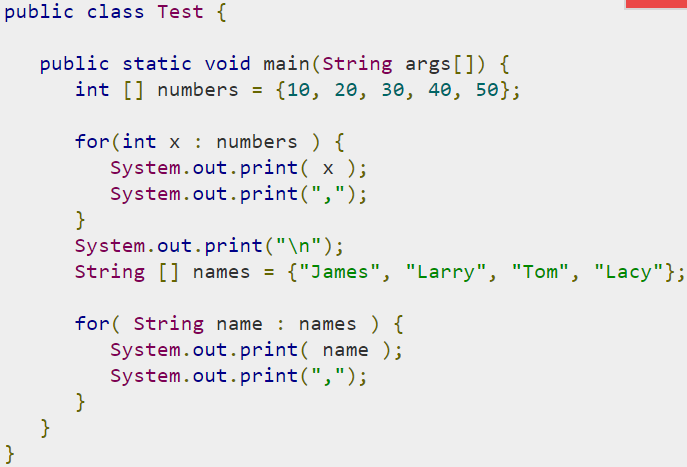 public class Test {
public static void main(String args[]) {
int [] numbers = {10, 20, 30, 40, 50};
for(int x : numbers ) {
System.out.print( x );
System.out.print(",");
}
System.out.print("\n");
String [] names = {"James", "Larry", "Tom", "Lacy"};
for( String name : names ) {
System.out.print( name );
System.out.print(",");
}
}
}